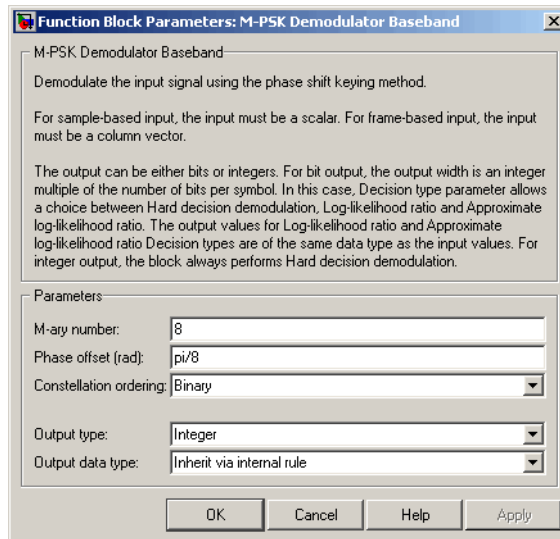 Function Block Parameters: M-PSK Demodulator Baseband
M-PSK Demodulator Baseband
Demodulate the input signal using the phase shift keying method.
For sample-based input, the input must be a scalar. For frame-based input, the input
must be a column vector.
The output can be either bits or integers. For bit output, the output width is an integer
multiple of the number of bits per symbol. In this case, Decision type parameter allows
a choice between Hard decision demodulation, Log-likelihood ratio and Approximate
log-likelihood ratio. The output values for Log-likelihood ratio and Approximate
log-likelihood ratio Decision types are of the same data type as the input values. For
integer output, the block always performs Hard decision demodulation.
Parameters
M-ary number: 8
Phase offset (rad): pi/8
Constellation ordering: Binary
Output type: Integer
Output data type: Inherit via internal rule
OK Cancel Help Apply